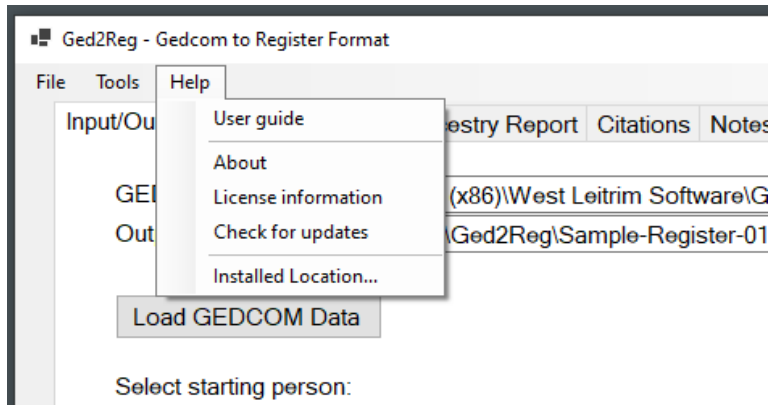 Ged2Reg - Gedcom to Register Format
File Tools Help
Input/Ou estry Report Citations Notes
User guide
About
License information
Check for updates
Installed Location...
GE (x86)\West Leitrim Software\G
Out \Ged2Reg\Sample-Register-01
Load GEDCOM Data
Select starting person: